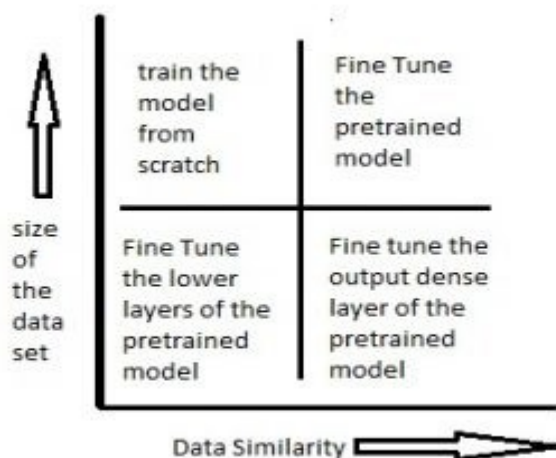 train the
model
from
scratch
Fine Tune
the
pretrained
model
size
of
the
data
set
Fine Tune
the lower
layers of the
pretrained
model
Fine tune the
output dense
layer of the
pretrained
model
Data Similarity